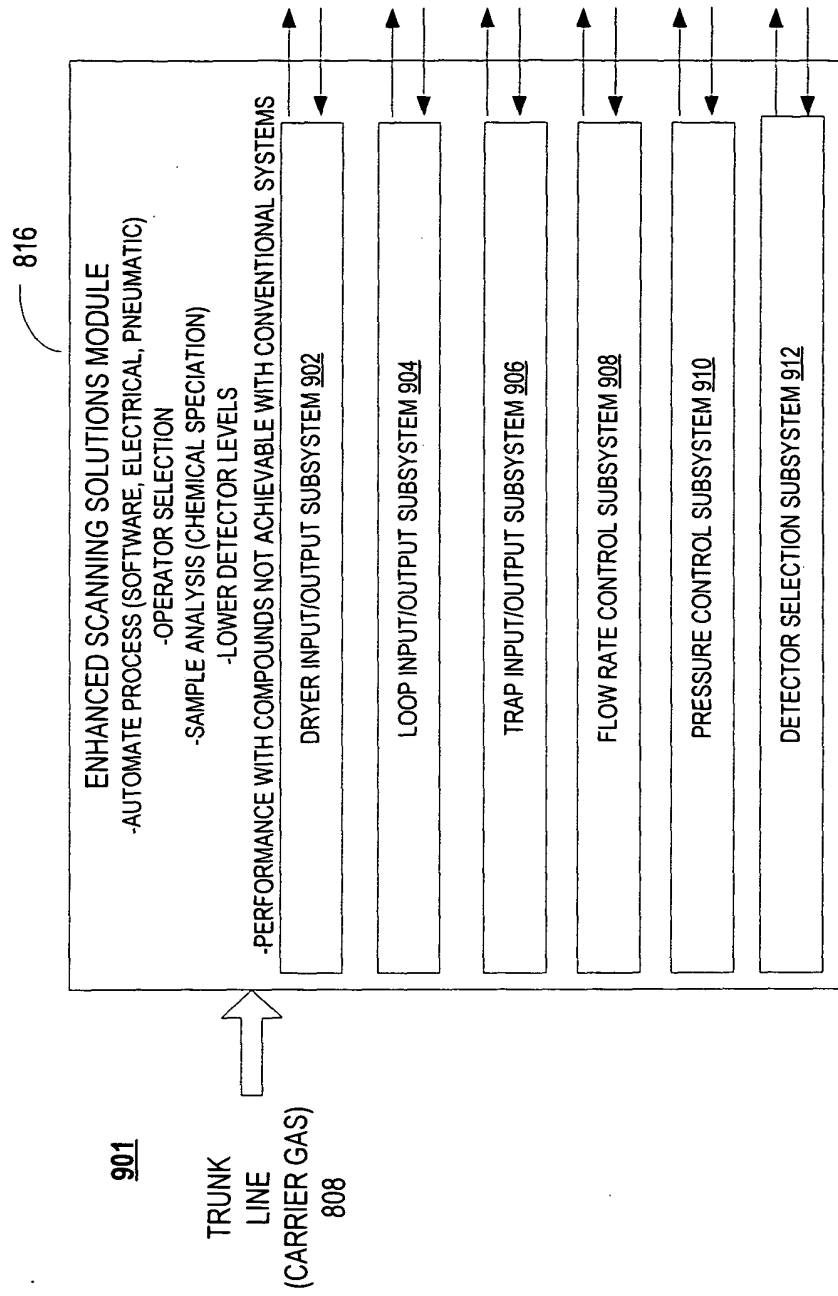 816
ENHANCED SCANNING SOLUTIONS MODULE
-AUTOMATE PROCESS (SOFTWARE, ELECTRICAL, PNEUMATIC)
-OPERATOR SELECTION
-SAMPLE ANALYSIS (CHEMICAL SPECIATION)
-LOWER DETECTOR LEVELS
-PERFORMANCE WITH COMPOUNDS NOT ACHIEVABLE WITH CONVENTIONAL SYSTEMS
DRYER INPUT/OUTPUT SUBSYSTEM 902
LOOP INPUT/OUTPUT SUBSYSTEM 904
TRAP INPUT/OUTPUT SUBSYSTEM 906
FLOW RATE CONTROL SUBSYSTEM 908
PRESSURE CONTROL SUBSYSTEM 910
DETECTOR SELECTION SUBSYSTEM 912
901
TRUNK
LINE
(CARRIER GAS)
808